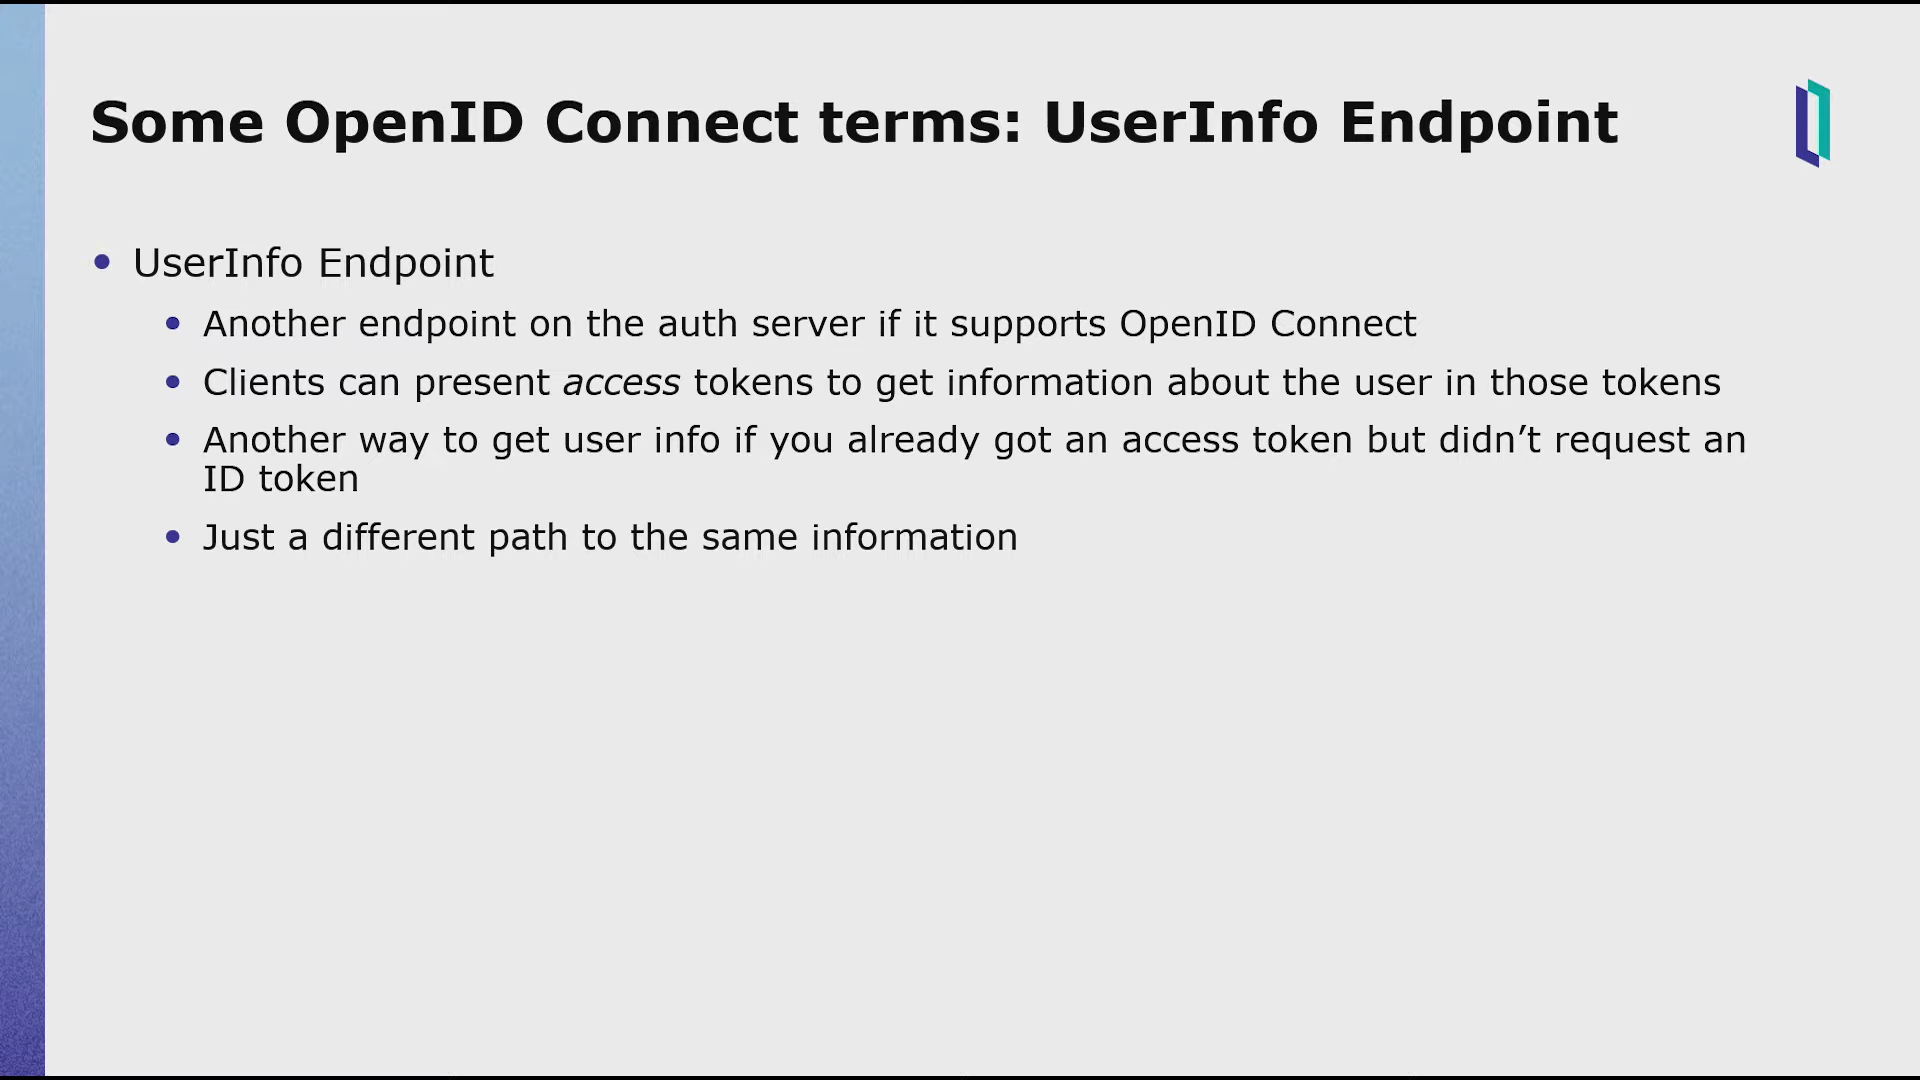 Some OpenID Connect terms: UserInfo Endpoint
• UserInfo Endpoint
• Another endpoint on the auth server if it supports OpenID Connect
• Clients can present access tokens to get information about the user in those tokens
• Another way to get user info if you already got an access token but didn’t request an
ID token
• Just a different path to the same information